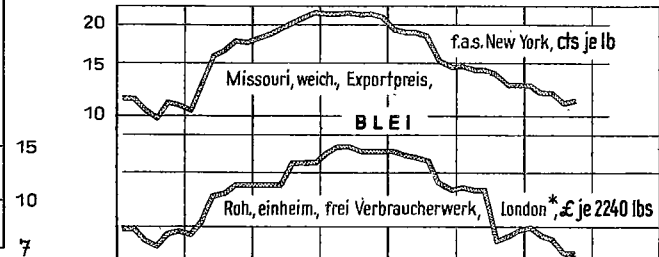 20
f.a.s. New York, cts je lb
15
Missouri, weich., Exportpreis,
10
BLEI
15
10
Roh., einheim., frei Verbraucherwerk, London*, £ je 2240 lbs
7